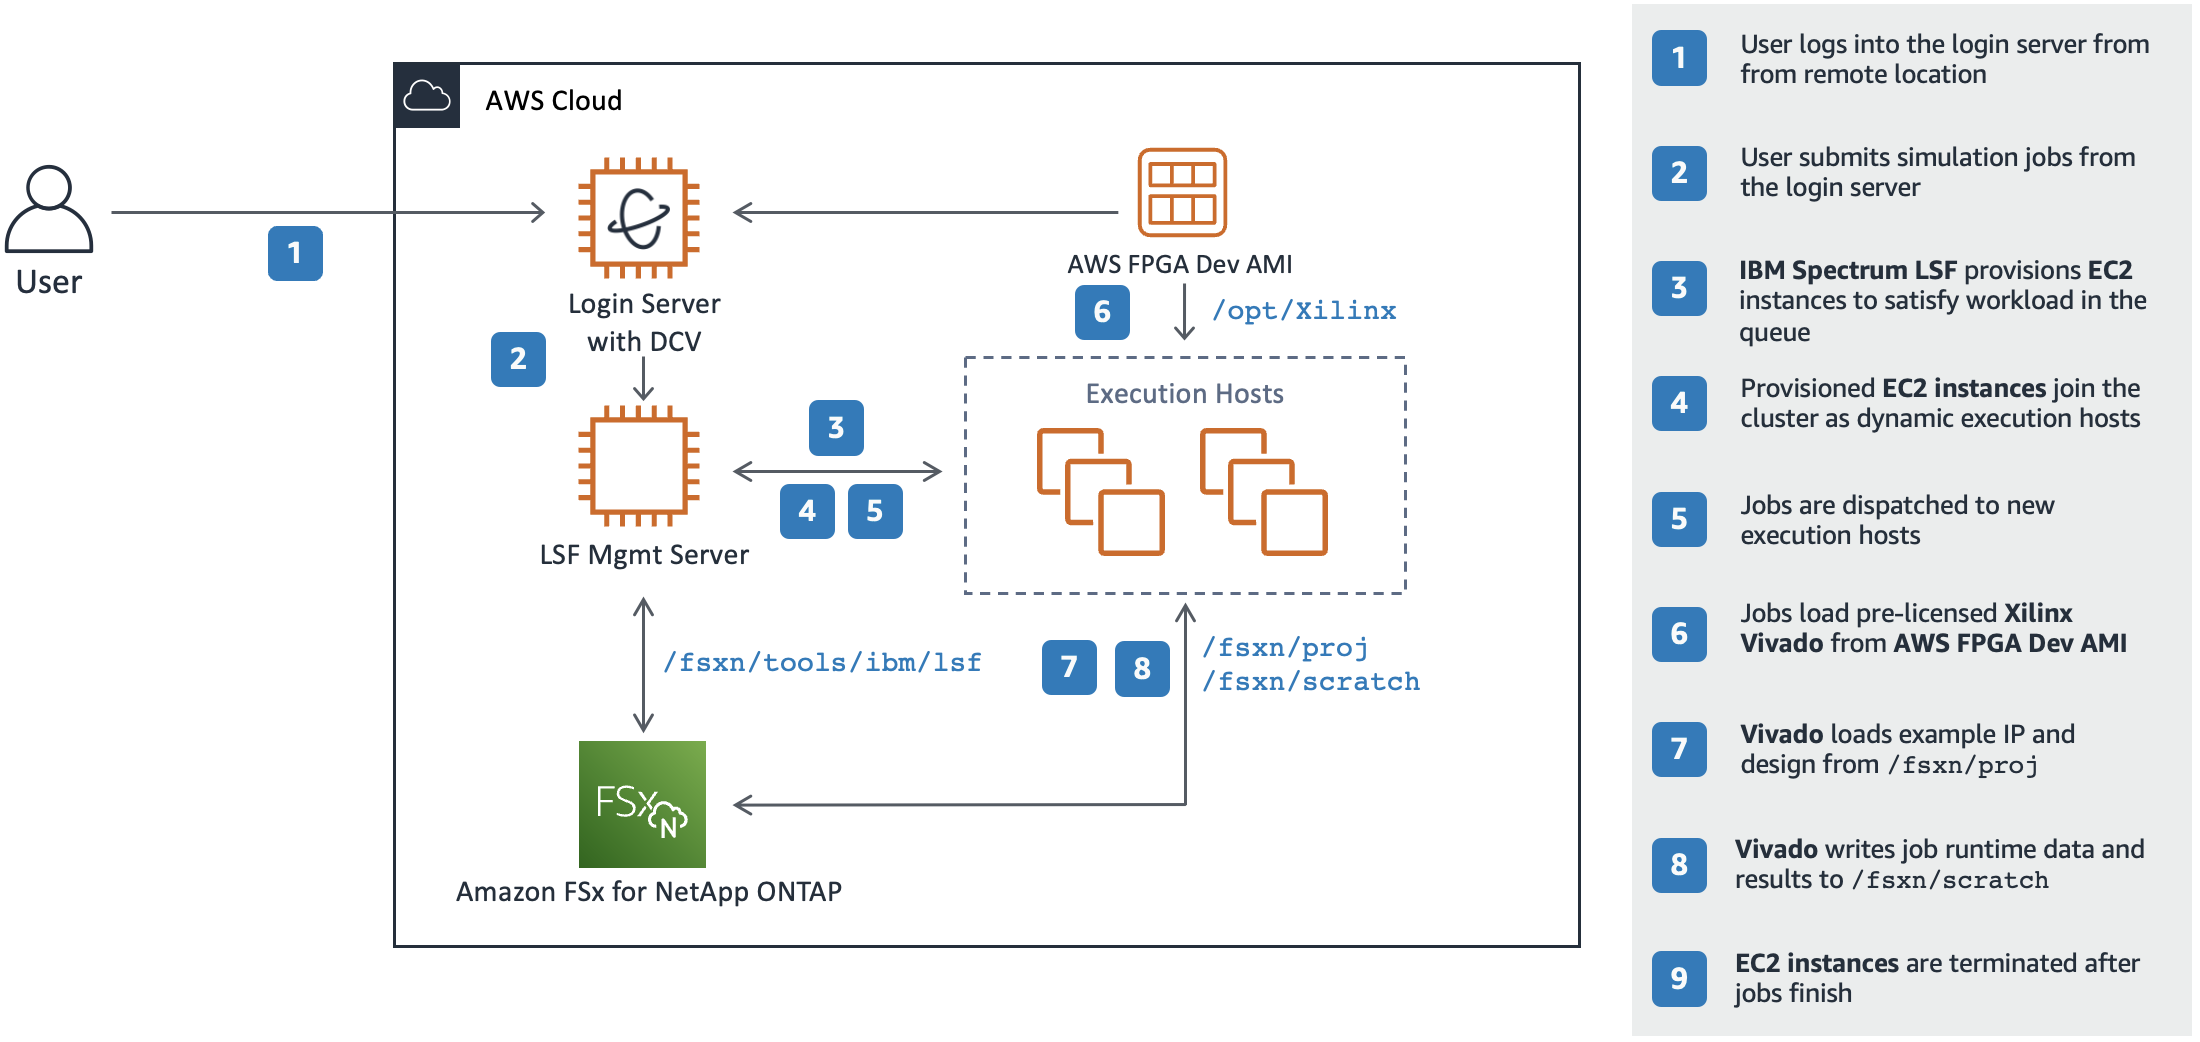 AWS Cloud
User
1
Login Server
with DCV
AWS FPGA Dev AMI
6
/opt/Xilinx
2
Execution Hosts
3
4
5
LSF Mgmt Server
/fsxn/tools/ibm/lsf
7
8
/fsxn/proj
/fsxn/scratch
FSx
N
Amazon FSx for NetApp ONTAP
1
User logs into the login server from
from remote location
2
User submits simulation jobs from
the login server
3
IBM Spectrum LSF provisions EC2
instances to satisfy workload in the
queue
4
Provisioned EC2 instances join the
cluster as dynamic execution hosts
5
Jobs are dispatched to new
execution hosts
6
Jobs load pre-licensed Xilinx
Vivado from AWS FPGA Dev AMI
7
Vivado loads example IP and
design from /fsxn/proj
8
Vivado writes job runtime data and
results to /fsxn/scratch
9
EC2 instances are terminated after
jobs finish